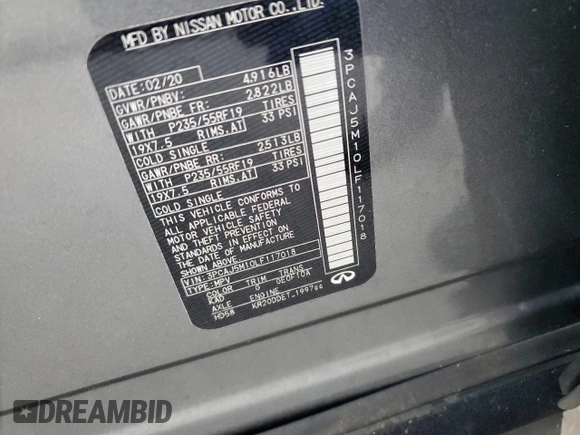 MFD BY NISSAN MOTOR CO.,LTD.
DATE: 02/20
GVWR/PNBV: 4916LB
GAWR/PNBE FR: 2822LB
WITH P235/55RF19 TIRES
19X7.5 RIMS,AT 33 PSI
COLD SINGLE
GAWR/PNBE RR: 2513LB
WITH P235/55RF19 TIRES
19X7.5 RIMS,AT 33 PSI
COLD SINGLE
THIS VEHICLE CONFORMS TO
ALL APPLICABLE FEDERAL
MOTOR VEHICLE SAFETY
AND THEFT PREVENTION
STANDARDS IN EFFECT ON
THE DATE OF MANUFACTURE
SHOWN ABOVE.
VIN: 3PCAJ5M10LF117018
TYPE: MPV
COLOR TRIM TRANS
KAD G 0E0F10A
AXLE ENGINE
HD58 KR20DDET 1997cc
3PCAJ5M10LF117018
DREAMBID